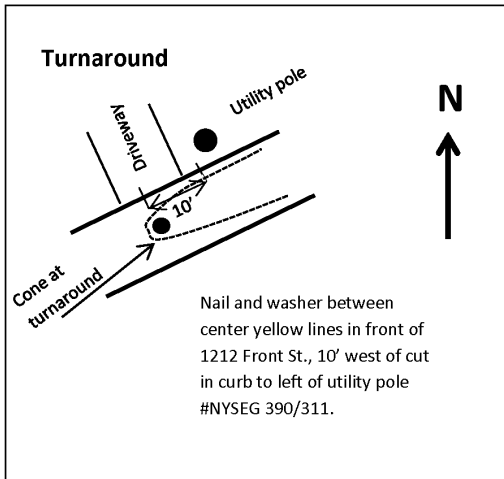 Turnaround
Utility pole
N
Driveway
10'
Cone at
turnaround
Nail and washer between
center yellow lines in front of
1212 Front St., 10' west of cut
in curb to left of utility pole
#NYSEG 390/311.